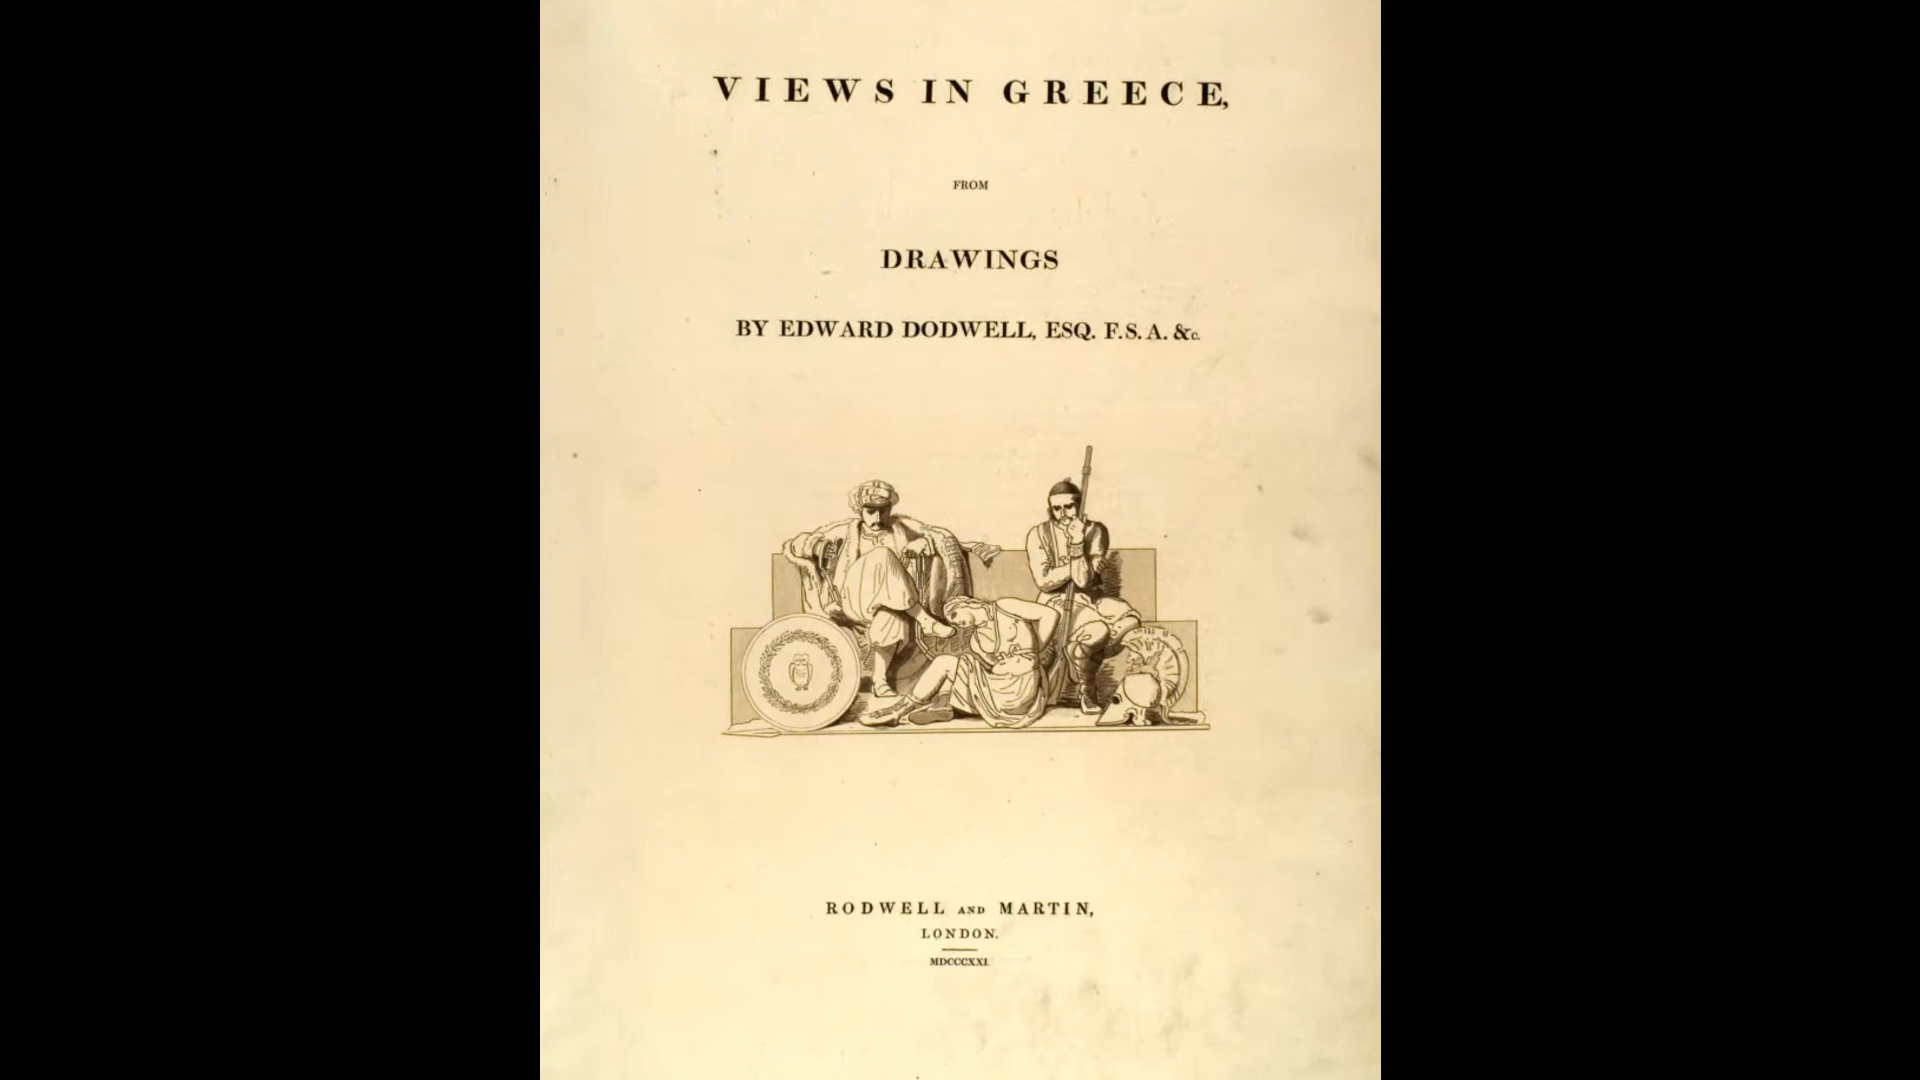 VIEWS IN GREECE,
FROM
DRAWINGS
BY EDWARD DODWELL, ESQ. F.S.A. &c.
RODWELL AND MARTIN,
LONDON.
MDCCCXXI.